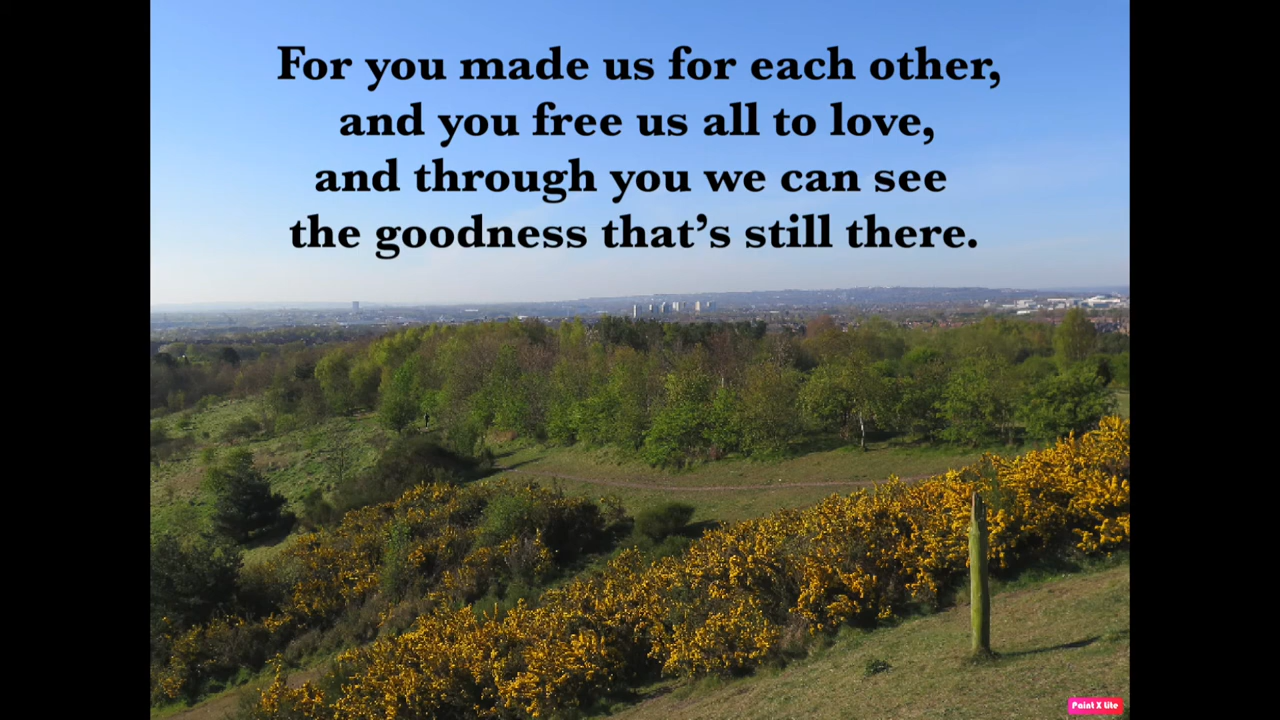 For you made us for each other,
and you free us all to love,
and through you we can see
the goodness that’s still there.
Paint X Lite